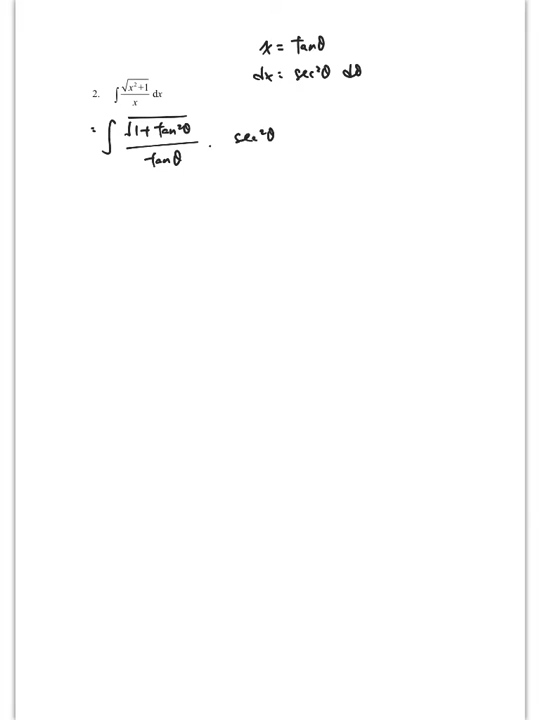 x = tanθ
dx = sec²θ dθ
2. ∫ √(x²+1)/x dx
= ∫ √(1+tan²θ)/tanθ · sec²θ